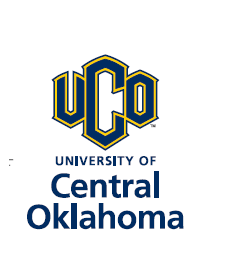 UCO
UNIVERSITY OF
Central
Oklahoma